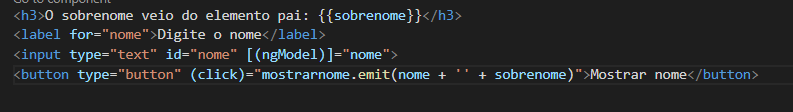 Go to component
<h3>O sobrenome veio do elemento pai: {{sobrenome}}</h3>
<label for="nome">Digite o nome</label>
<input type="text" id="nome" [(ngModel)]="nome">
<button type="button" (click)="mostrarnome.emit(nome + '' + sobrenome)">Mostrar nome</button>